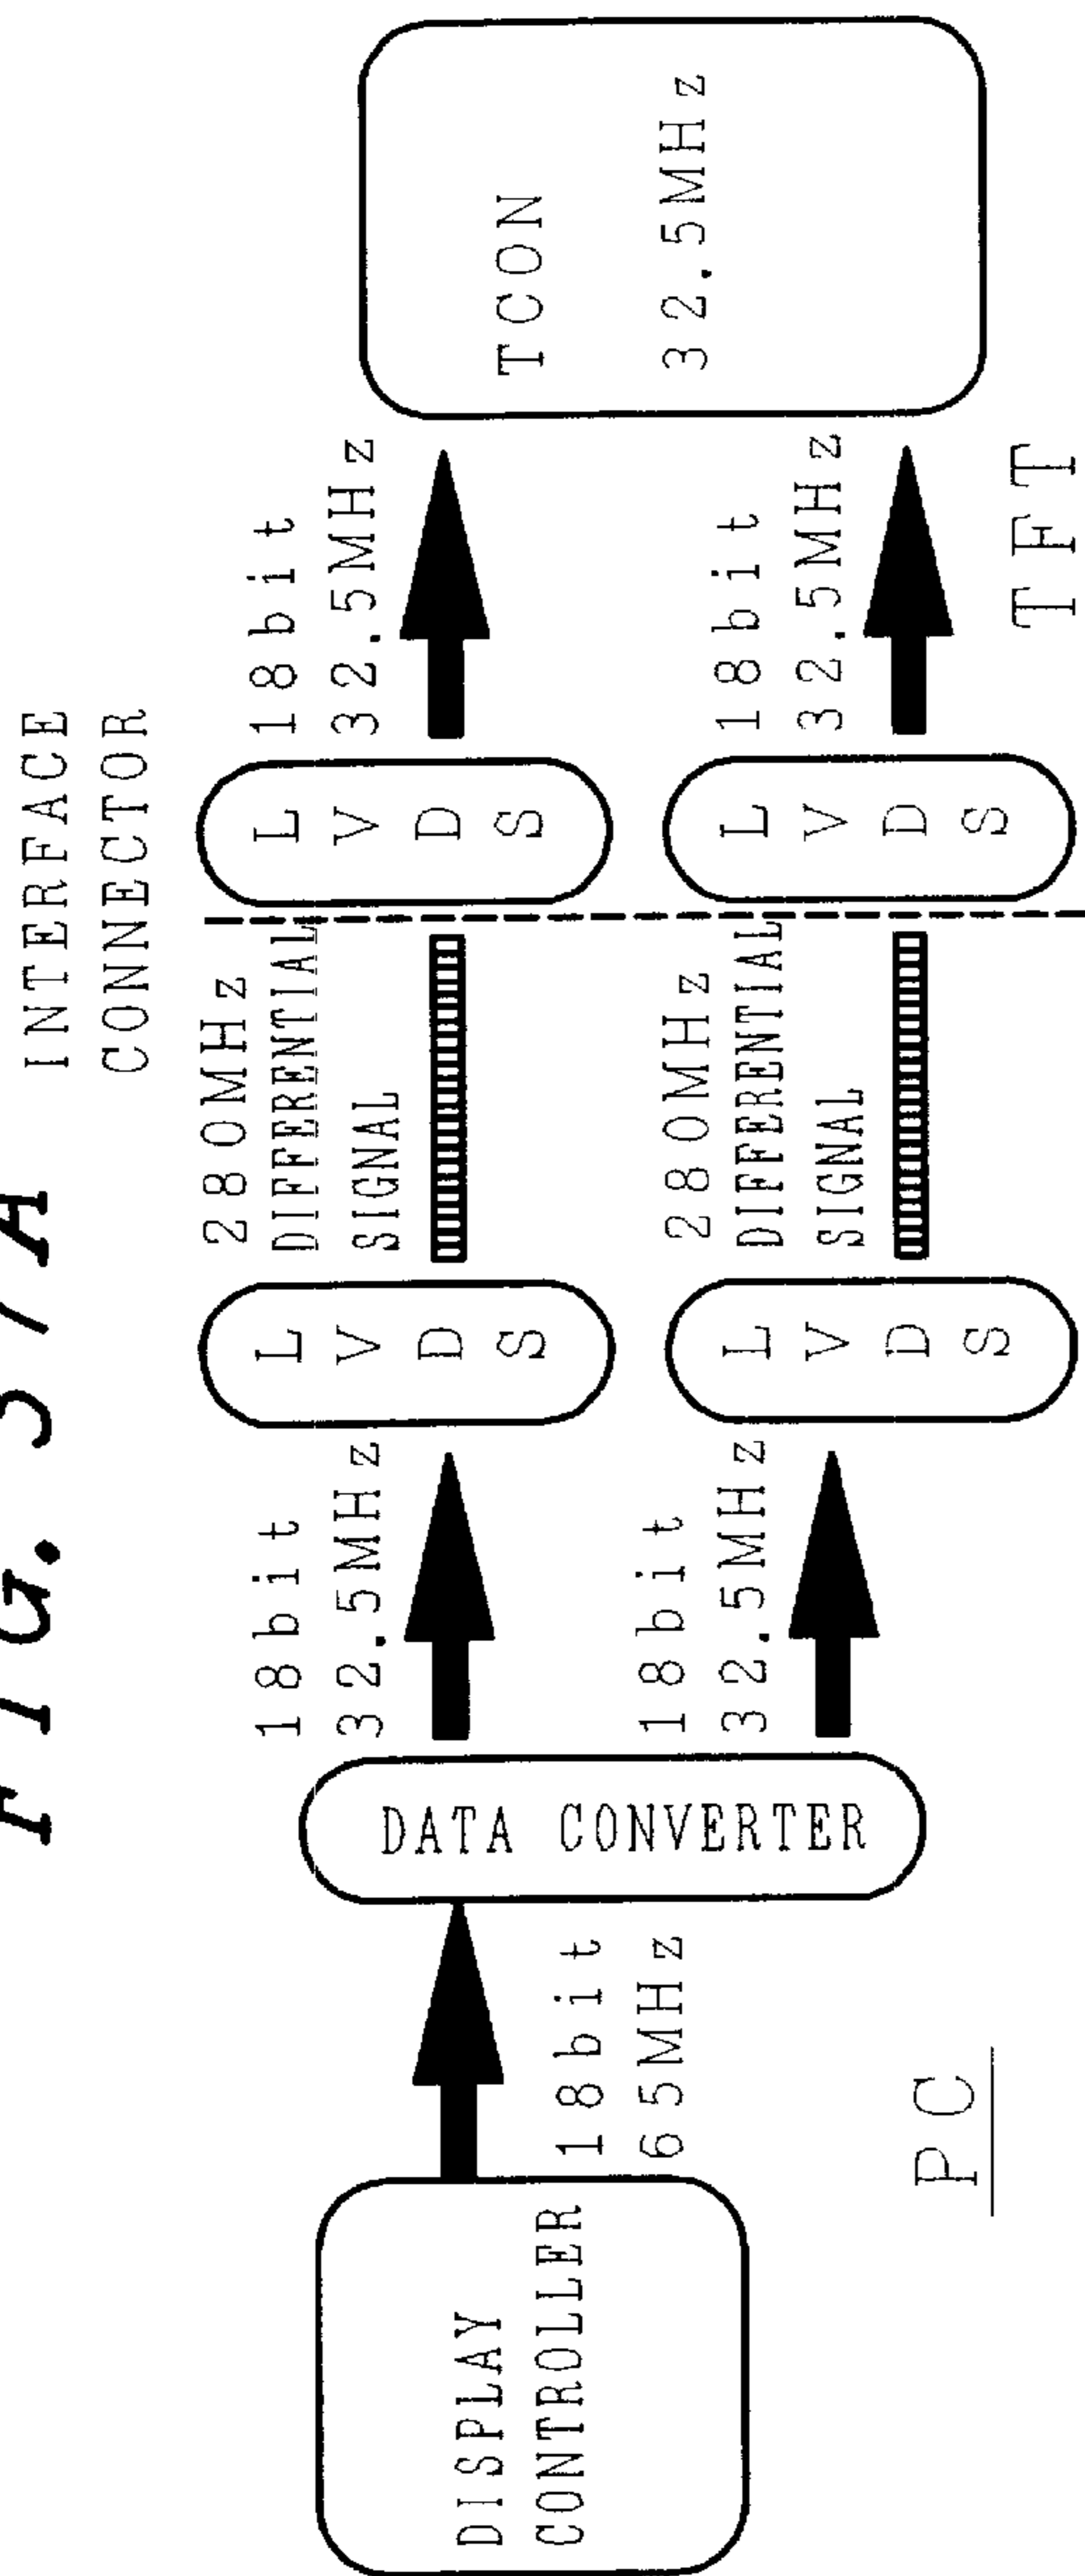 FIG. 37A
INTERFACE
CONNECTOR
DISPLAY
CONTROLLER
18bit
65MHz
DATA CONVERTER
18bit
32.5MHz
18bit
32.5MHz
LVDS
LVDS
280MHz
DIFFERENTIAL
SIGNAL
280MHz
DIFFERENTIAL
SIGNAL
LVDS
LVDS
18bit
32.5MHz
18bit
32.5MHz
TCON
32.5MHz
PC
TFT